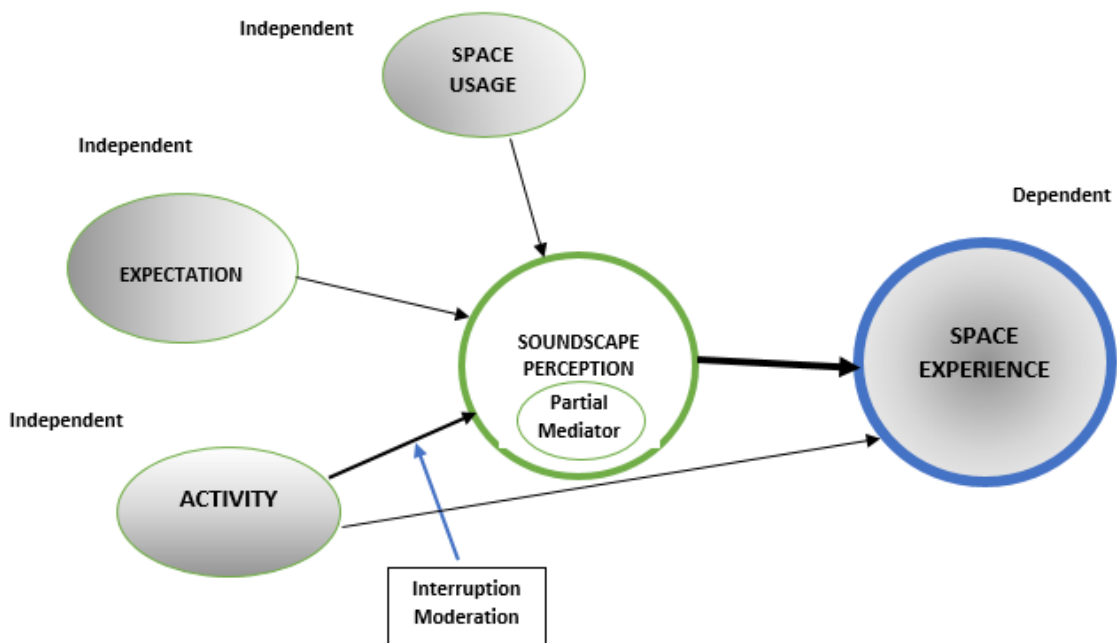 Independent
SPACE
USAGE
Independent
EXPECTATION
Dependent
SOUNDSCAPE
PERCEPTION
Partial
Mediator
SPACE
EXPERIENCE
Independent
ACTIVITY
Interruption
Moderation